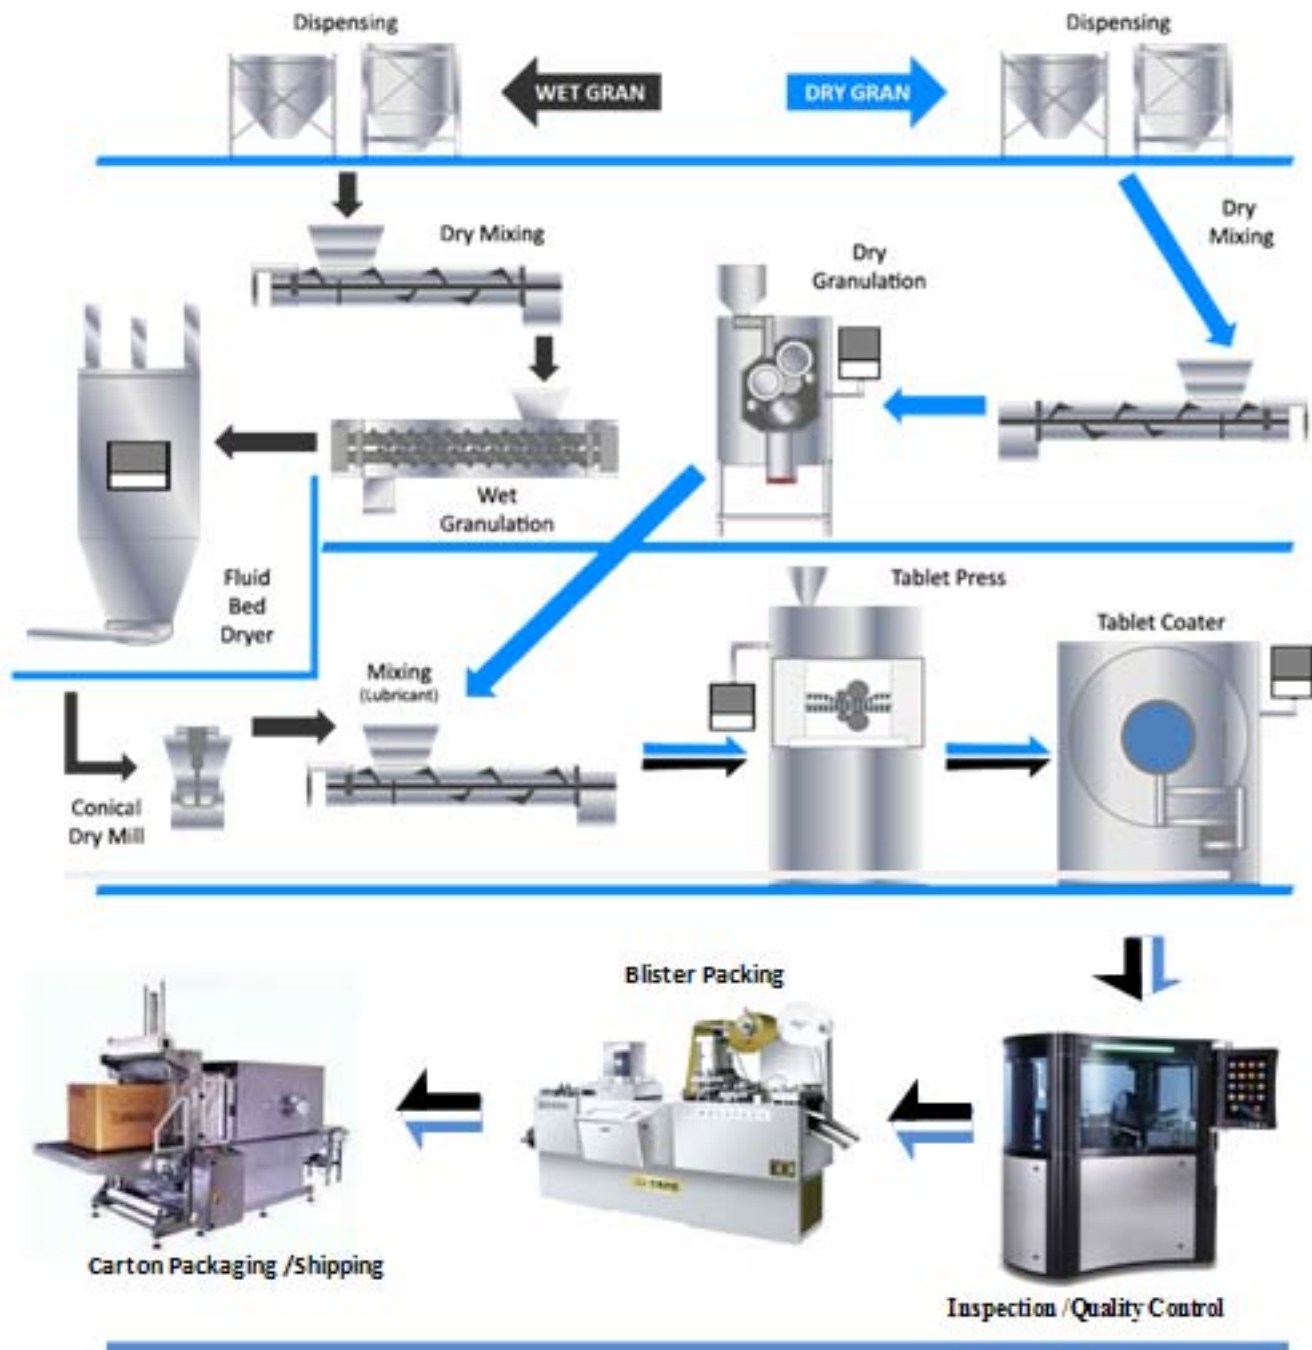 Dispensing
Dispensing
WET GRAN
DRY GRAN
Dry Mixing
Dry
Mixing
Dry
Granulation
Wet
Granulation
Fluid
Bed
Dryer
Tablet Press
Tablet Coater
Mixing
(Lubricant)
Conical
Dry Mill
Blister Packing
Carton Packaging /Shipping
Inspection /Quality Control